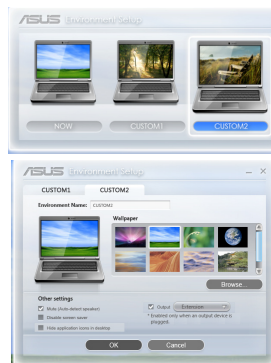 ASUS Environment Setup
NOW
CUSTOM1
CUSTOM2
ASUS Environment Setup
CUSTOM1
CUSTOM2
Environment Name: CUSTOM2
Wallpaper
Browse...
Other settings
Mute (Auto-detect speaker)
Disable screen saver
Hide application icons in desktop
Output
Extension
* Enabled only when an output device is
plugged.
OK
Cancel